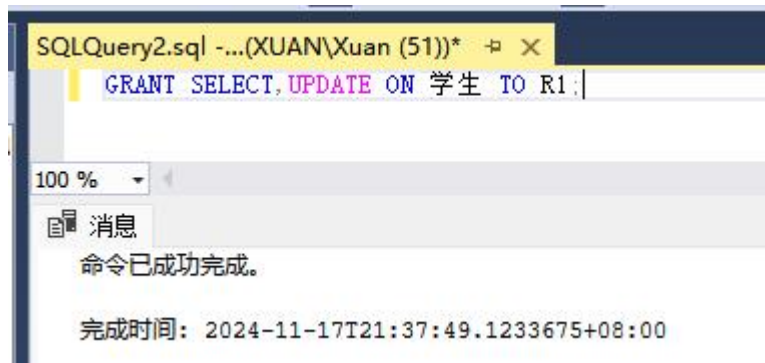 SQLQuery2.sql -...(XUAN\Xuan (51))*
GRANT SELECT,UPDATE ON 学生 TO R1;
100 %
消息
命令已成功完成。
完成时间: 2024-11-17T21:37:49.1233675+08:00